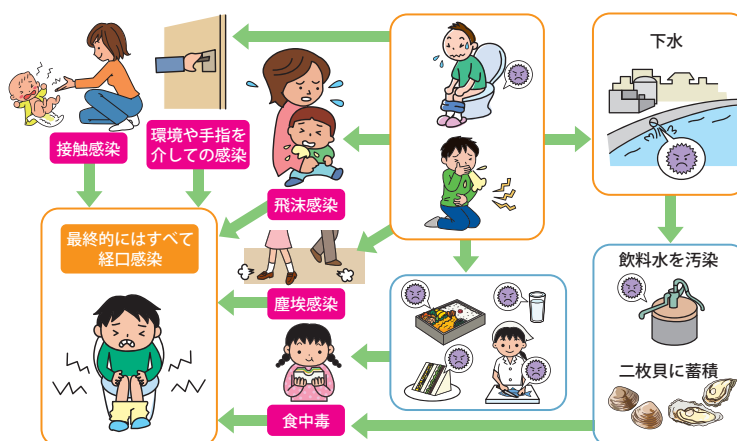 下水
接触感染
環境や手指を
介しての感染
飛沫感染
最終的にはすべて
経口感染
塵埃感染
飲料水を汚染
二枚貝に蓄積
食中毒